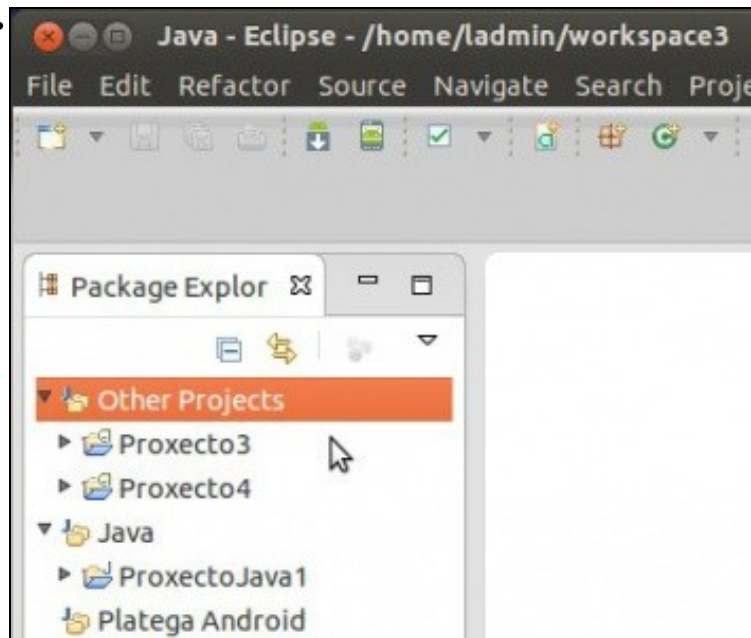 Java - Eclipse - /home/ladmin/workspace3
File Edit Refactor Source Navigate Search Proje
Package Explor
Other Projects
Proxecto3
Proxecto4
Java
ProxectoJava1
Platega Android